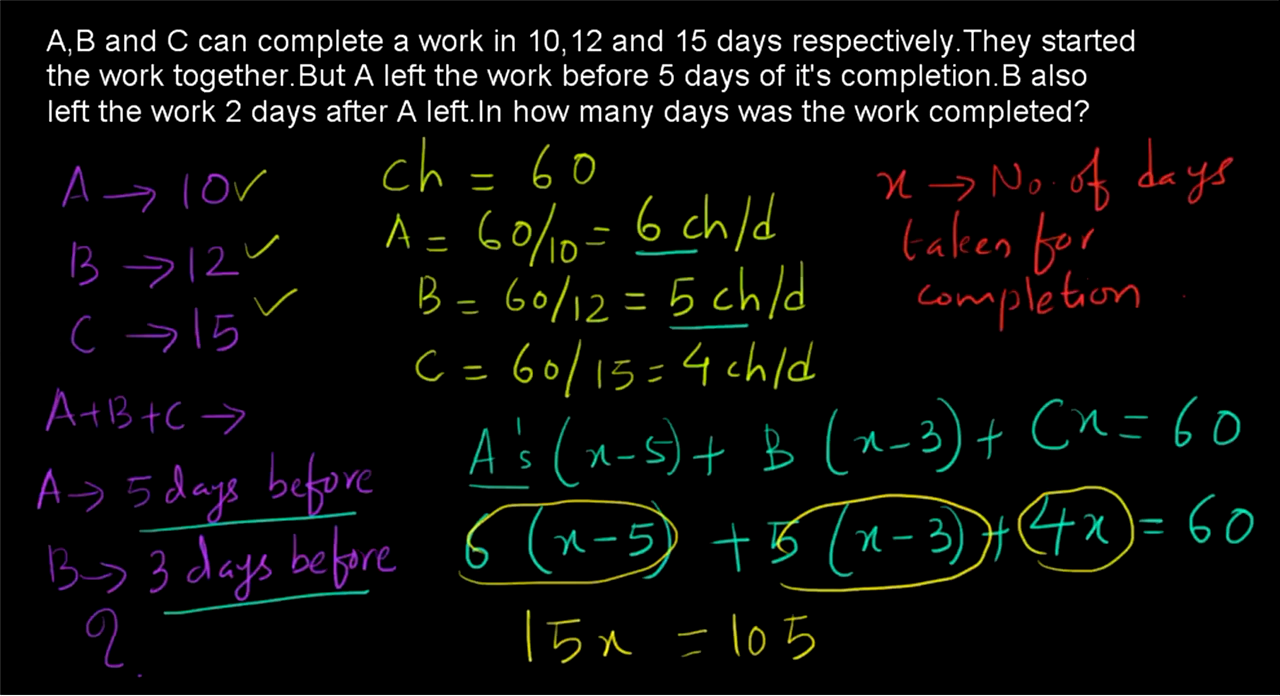 A,B and C can complete a work in 10,12 and 15 days respectively.They started
the work together.But A left the work before 5 days of it's completion.B also
left the work 2 days after A left.In how many days was the work completed?
A → 10 ✓
B → 12 ✓
C → 15 ✓
A+B+C →
A → 5 days before
B → 3 days before
?
ch = 60
A = 60/10 = 6 ch/d
B = 60/12 = 5 ch/d
C = 60/15 = 4 ch/d
x → No. of days
taken for
completion
A's (x-5) + B (x-3) + Cx = 60
6 (x-5) + 5 (x-3) + 4x = 60
15x = 105